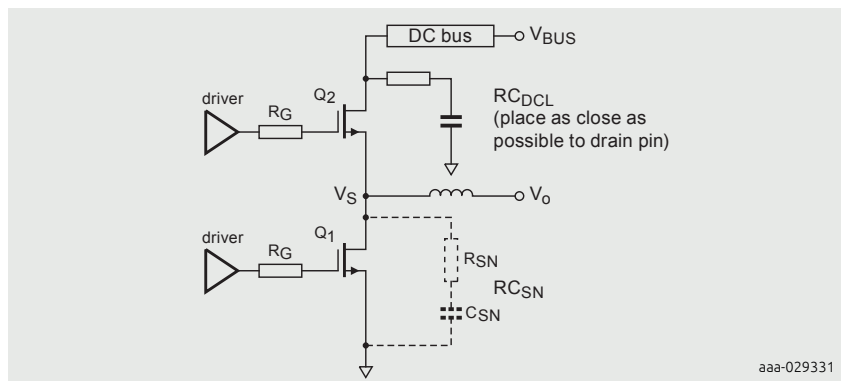 DC bus
VBUS
driver
RG
Q2
RCDCL
(place as close as
possible to drain pin)
VS
Vo
driver
RG
Q1
RSN
RCSN
CSN
aaa-029331